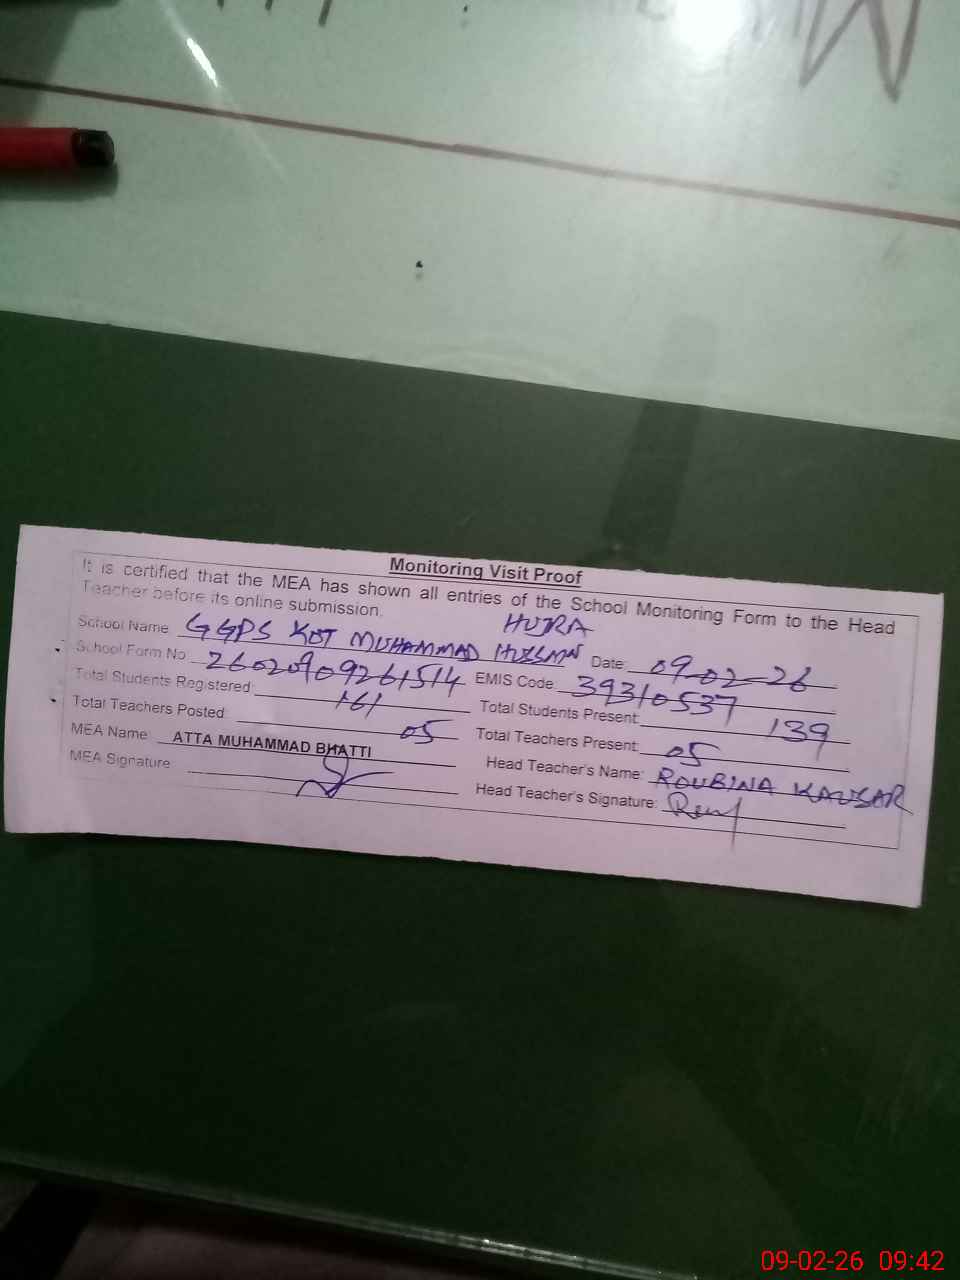 Monitoring Visit Proof
It is certified that the MEA has shown all entries of the School Monitoring Form to the Head
Teacher before its online submission.
HUJRA
School Name GGPS KOT MUHAMMAD HUSSAIN Date: 09-02-26
School Form No 26020909261514 EMIS Code: 39310537
Total Students Registered: 161 Total Students Present: 139
Total Teachers Posted: 05 Total Teachers Present: 05
MEA Name: ATTA MUHAMMAD BHATTI Head Teacher's Name: ROUBINA KAUSAR
MEA Signature: Head Teacher's Signature:
09-02-26 09:42